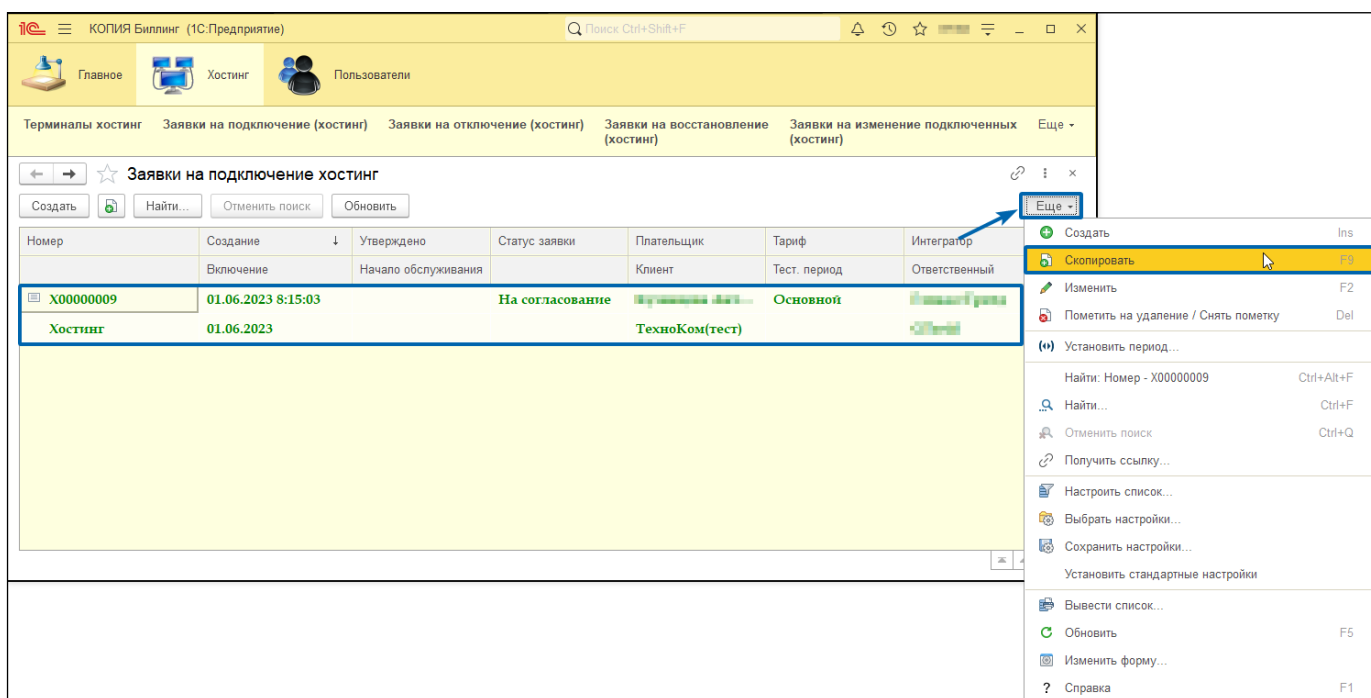 1С КОПИЯ Биллинг (1С:Предприятие) Поиск Ctrl+Shift+F
Главное Хостинг Пользователи
Терминалы хостинг Заявки на подключение (хостинг) Заявки на отключение (хостинг) Заявки на восстановление (хостинг) Заявки на изменение подключенных (хостинг) Еще
Заявки на подключение хостинг
Создать Найти... Отменить поиск Обновить Еще
Номер Создание ↓ Утверждено Статус заявки Плательщик Тариф Интегратор
Включение Начало обслуживания Клиент Тест. период Ответственный
Х00000009 01.06.2023 8:15:03 На согласование Основной
Хостинг 01.06.2023 ТехноКом(тест)
Создать Ins
Скопировать F9
Изменить F2
Пометить на удаление / Снять пометку Del
Установить период...
Найти: Номер - Х00000009 Ctrl+Alt+F
Найти... Ctrl+F
Отменить поиск Ctrl+Q
Получить ссылку...
Настроить список...
Выбрать настройки...
Сохранить настройки...
Установить стандартные настройки
Вывести список...
Обновить F5
Изменить форму...
? Справка F1